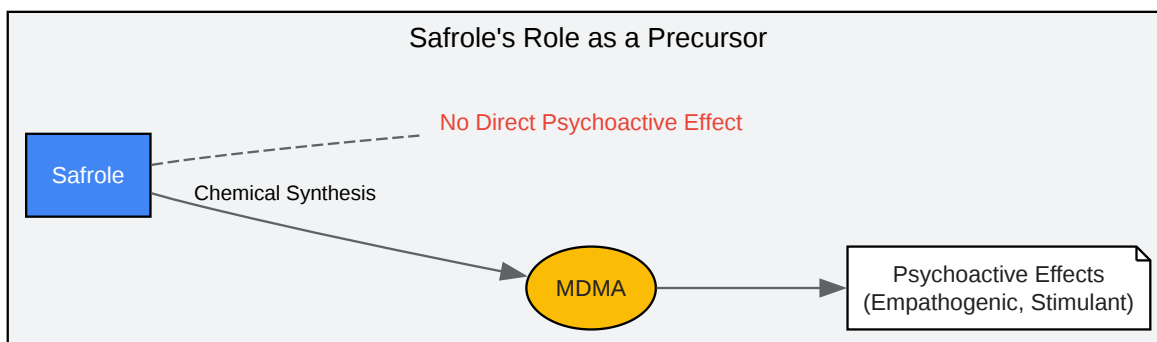 Safrole's Role as a Precursor
No Direct Psychoactive Effect
Safrole
Chemical Synthesis
MDMA
Psychoactive Effects
(Empathogenic, Stimulant)